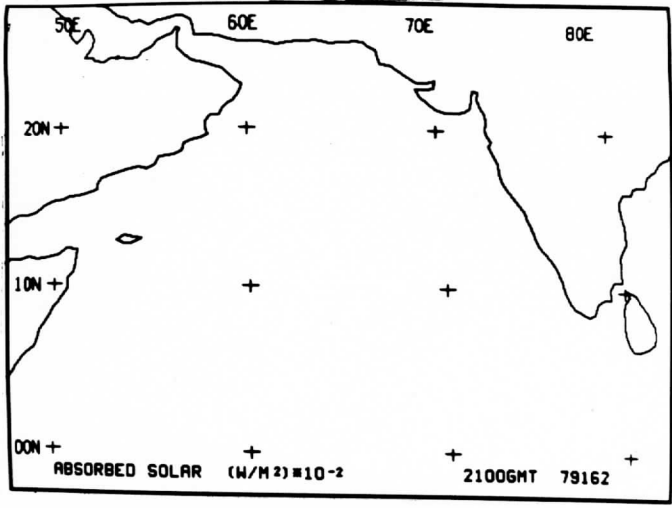 50E 60E 70E 80E
20N
10N
00N
ABSORBED SOLAR (W/M2)*10-2 2100GMT 79162